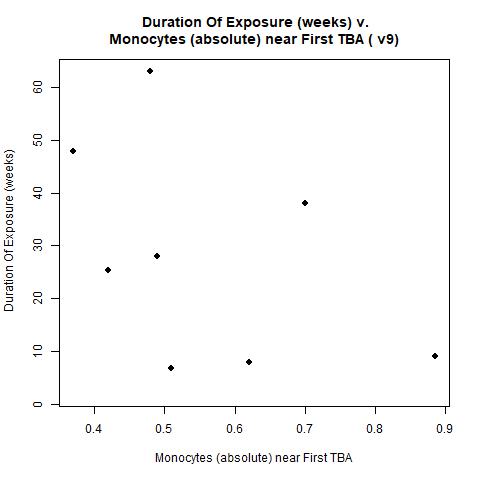 Duration Of Exposure (weeks) v.
Monocytes (absolute) near First TBA ( v9)
Duration Of Exposure (weeks)
60
50
40
30
20
10
0
0.4 0.5 0.6 0.7 0.8 0.9
Monocytes (absolute) near First TBA